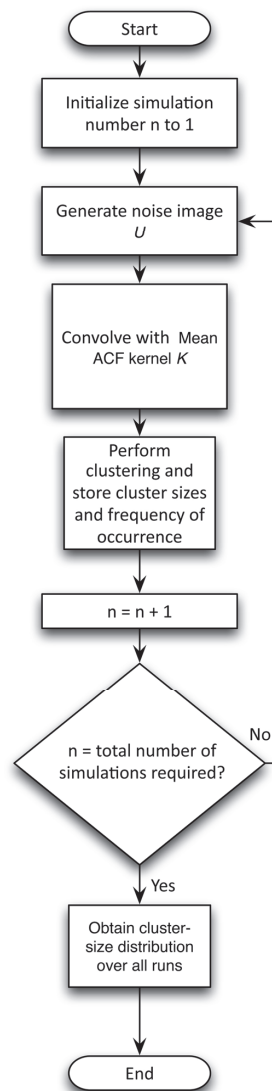 Start
Initialize simulation
number n to 1
Generate noise image
U
Convolve with Mean
ACF kernel K
Perform
clustering and
store cluster sizes
and frequency of
occurrence
n = n + 1
n = total number of
simulations required?
No
Yes
Obtain cluster-
size distribution
over all runs
End